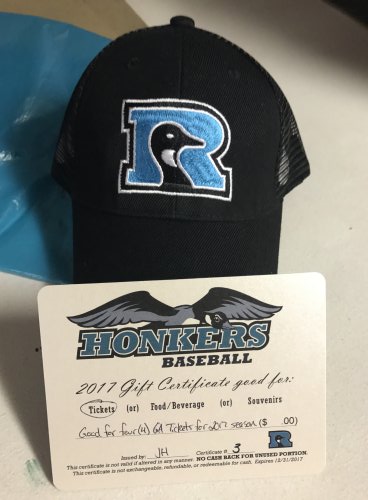 R
HONKERS
BASEBALL
2017 Gift Certificate good for:
Tickets (or) Food/Beverage (or) Souvenirs
Good for four (4) GA Tickets for 2017 season ($ .00)
R
Issued by: JH Certificate # 3
This certificate is not valid if altered in any manner. NO CASH BACK FOR UNUSED PORTION.
This certificate is not exchangeable, refundable, or redeemable for cash. Expires 12/31/2017